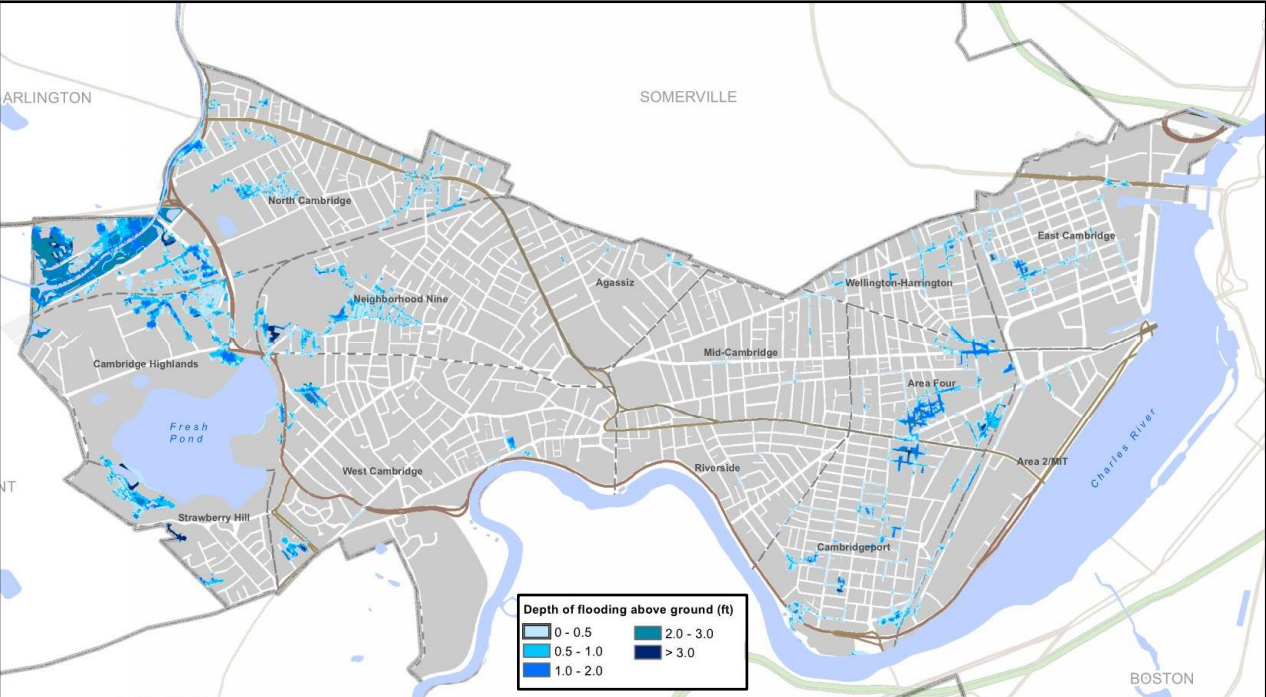 ARLINGTON
SOMERVILLE
North Cambridge
East Cambridge
Agassiz
Wellington-Harrington
Neighborhood Nine
Mid-Cambridge
Cambridge Highlands
Area Four
Fresh
Pond
Charles River
West Cambridge
Riverside
Area 2/MIT
NT
Strawberry Hill
Cambridgeport
Depth of flooding above ground (ft)
0 - 0.5
2.0 - 3.0
0.5 - 1.0
> 3.0
1.0 - 2.0
BOSTON